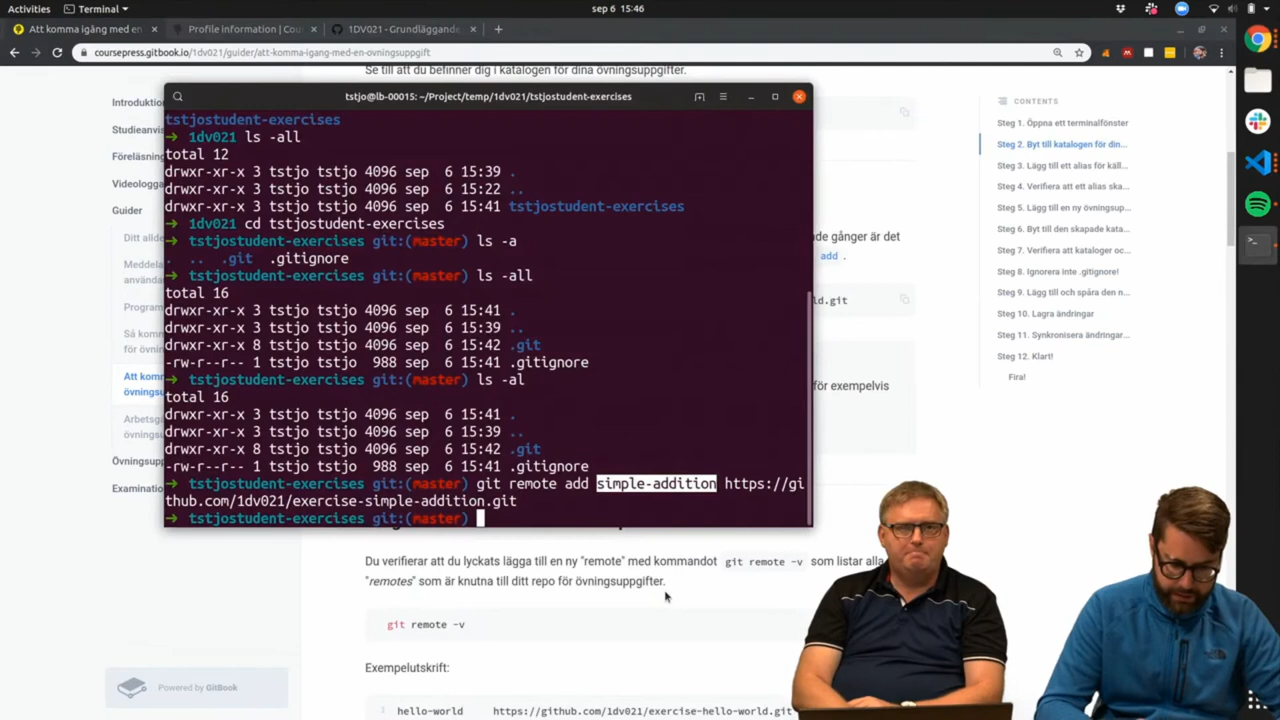 Activities
Terminal
sep 6 15:46
Att komma igång med en
Profile information | Cou
1DV021 - Grundläggande
coursepress.gitbook.io/1dv021/guider/att-komma-igang-med-en-ovningsuppgift
Se till att du befinner dig i katalogen för dina övningsuppgifter.
Introduktio
Studieanvis
Föreläsning
Videologga
Guider
Ditt allde
Meddela
använda
Program
Så komm
för övnin
Att komm
övningsu
Arbetsgå
övningsu
Övningsupp
Examination
Powered by GitBook
tstjo@lb-00015: ~/Project/temp/1dv021/tstjostudent-exercises
tstjostudent-exercises
➜ 1dv021 ls -all
total 12
drwxr-xr-x 3 tstjo tstjo 4096 sep 6 15:39 .
drwxr-xr-x 3 tstjo tstjo 4096 sep 6 15:22 ..
drwxr-xr-x 3 tstjo tstjo 4096 sep 6 15:41 tstjostudent-exercises
➜ 1dv021 cd tstjostudent-exercises
➜ tstjostudent-exercises git:(master) ls -a
. .. .git .gitignore
➜ tstjostudent-exercises git:(master) ls -all
total 16
drwxr-xr-x 3 tstjo tstjo 4096 sep 6 15:41 .
drwxr-xr-x 3 tstjo tstjo 4096 sep 6 15:39 ..
drwxr-xr-x 8 tstjo tstjo 4096 sep 6 15:42 .git
-rw-r--r-- 1 tstjo tstjo 988 sep 6 15:41 .gitignore
➜ tstjostudent-exercises git:(master) ls -al
total 16
drwxr-xr-x 3 tstjo tstjo 4096 sep 6 15:41 .
drwxr-xr-x 3 tstjo tstjo 4096 sep 6 15:39 ..
drwxr-xr-x 8 tstjo tstjo 4096 sep 6 15:42 .git
-rw-r--r-- 1 tstjo tstjo 988 sep 6 15:41 .gitignore
➜ tstjostudent-exercises git:(master) git remote add simple-addition https://gi
thub.com/1dv021/exercise-simple-addition.git
➜ tstjostudent-exercises git:(master)
de gånger är det
add .
ld.git
för exempelvis
Du verifierar att du lyckats lägga till en ny "remote" med kommandot git remote -v som listar alla
"remotes" som är knutna till ditt repo för övningsuppgifter.
git remote -v
Exempelutskrift:
1 hello-world https://github.com/1dv021/exercise-hello-world.git
CONTENTS
Steg 1. Öppna ett terminalfönster
Steg 2. Byt till katalogen för din...
Steg 3. Lägg till ett alias för käll...
Steg 4. Verifiera att ett alias ska...
Steg 5. Lägg till en ny övningsup...
Steg 6. Byt till den skapade kata...
Steg 7. Verifiera att kataloger oc...
Steg 8. Ignorera inte .gitignore!
Steg 9. Lägg till och spåra den n...
Steg 10. Lagra ändringar
Steg 11. Synkronisera ändringar...
Steg 12. Klart!
Fira!